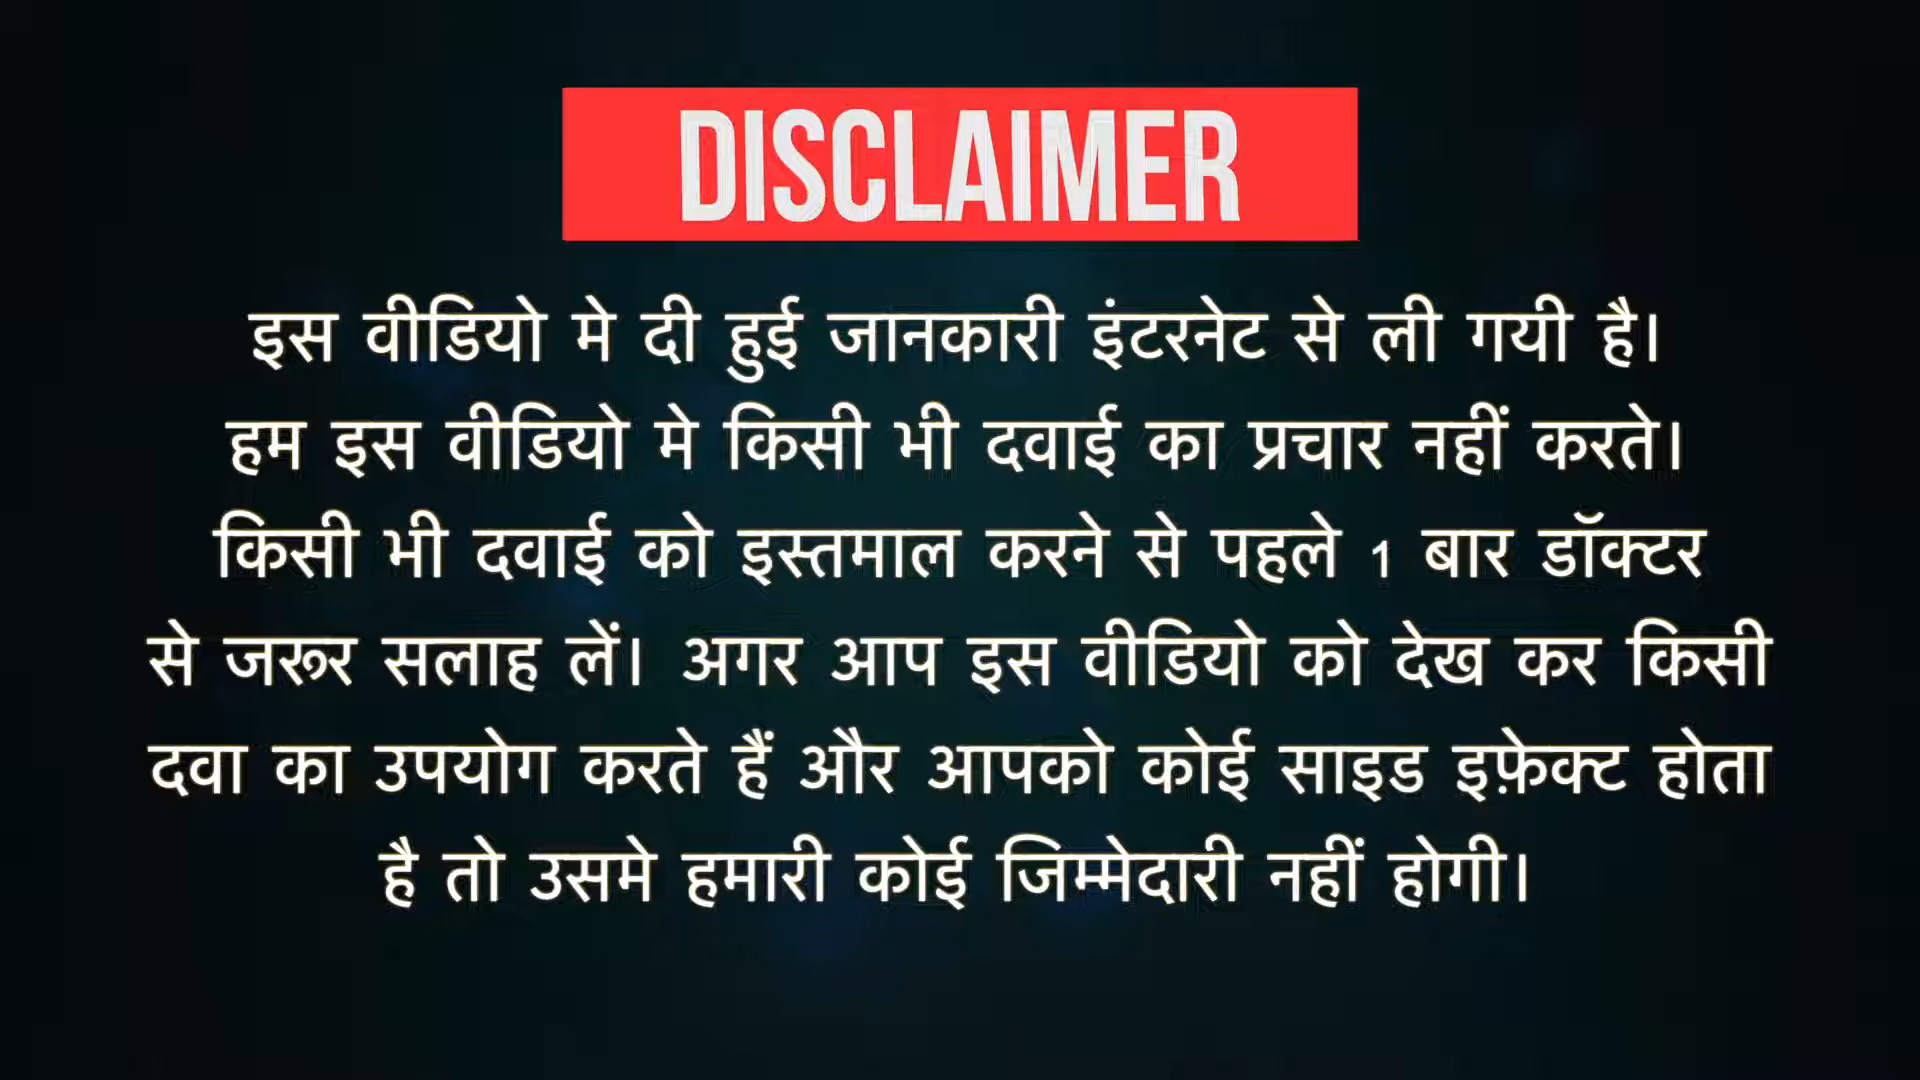 DISCLAIMER
इस वीडियो मे दी हुई जानकारी इंटरनेट से ली गयी है।
हम इस वीडियो मे किसी भी दवाई का प्रचार नहीं करते।
किसी भी दवाई को इस्तमाल करने से पहले 1 बार डॉक्टर
से जरूर सलाह लें। अगर आप इस वीडियो को देख कर किसी
दवा का उपयोग करते हैं और आपको कोई साइड इफ़ेक्ट होता
है तो उसमे हमारी कोई जिम्मेदारी नहीं होगी।